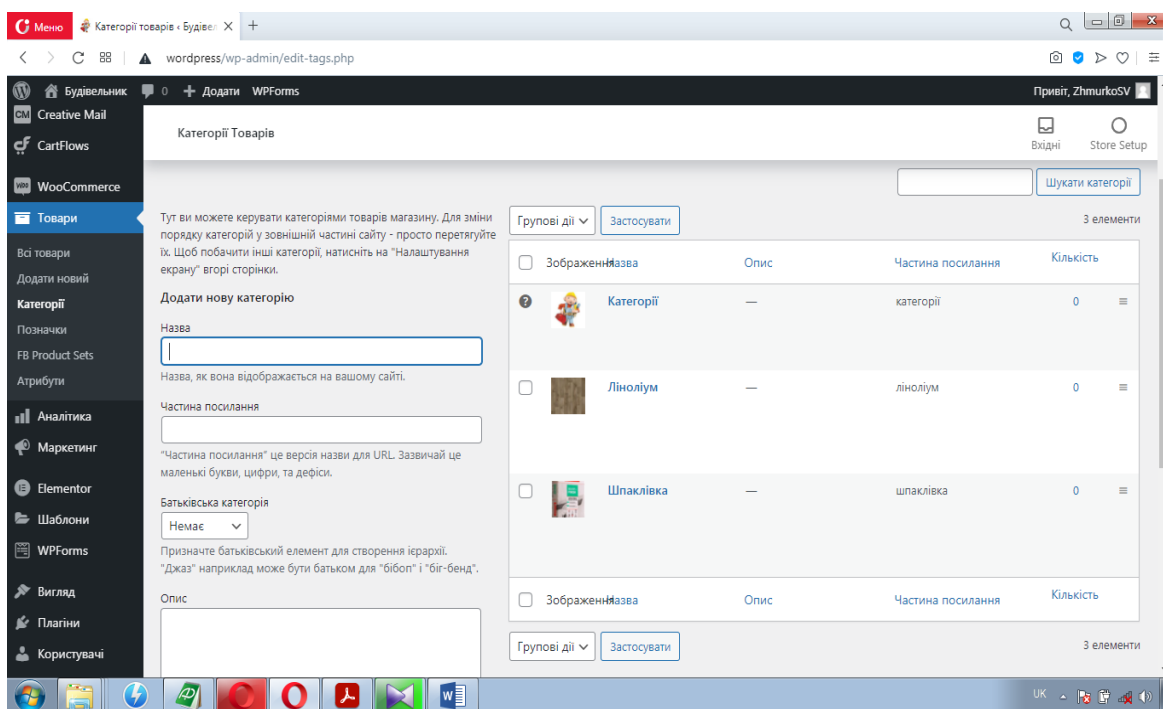 Меню
Категорії товарів ‹ Будівел
wordpress/wp-admin/edit-tags.php
Будівельник 0 Додати WPForms
Привіт, ZhmurkoSV
Creative Mail
CartFlows
WooCommerce
Товари
Всі товари
Додати новий
Категорії
Позначки
FB Product Sets
Атрибути
Аналітика
Маркетинг
Elementor
Шаблони
WPForms
Вигляд
Плагіни
Користувачі
Категорії Товарів
Вхідні
Store Setup
Шукати категорії
Тут ви можете керувати категоріями товарів магазину. Для зміни
порядку категорій у зовнішній частині сайту - просто перетягуйте
їх. Щоб побачити інші категорії, натисніть на "Налаштування
екрану" вгорі сторінки.
Додати нову категорію
Назва
Назва, як вона відображається на вашому сайті.
Частина посилання
"Частина посилання" це версія назви для URL. Зазвичай це
маленькі букви, цифри, та дефіси.
Батьківська категорія
Немає
Призначте батьківський елемент для створення ієрархії.
"Джаз" наприклад може бути батьком для "бібоп" і "біг-бенд".
Опис
Групові дії
Застосувати
3 елементи
Зображення Назва Опис Частина посилання Кількість
Категорії — категорії 0
Ліноліум — ліноліум 0
Шпаклівка — шпаклівка 0
Зображення Назва Опис Частина посилання Кількість
Групові дії
Застосувати
3 елементи
UK